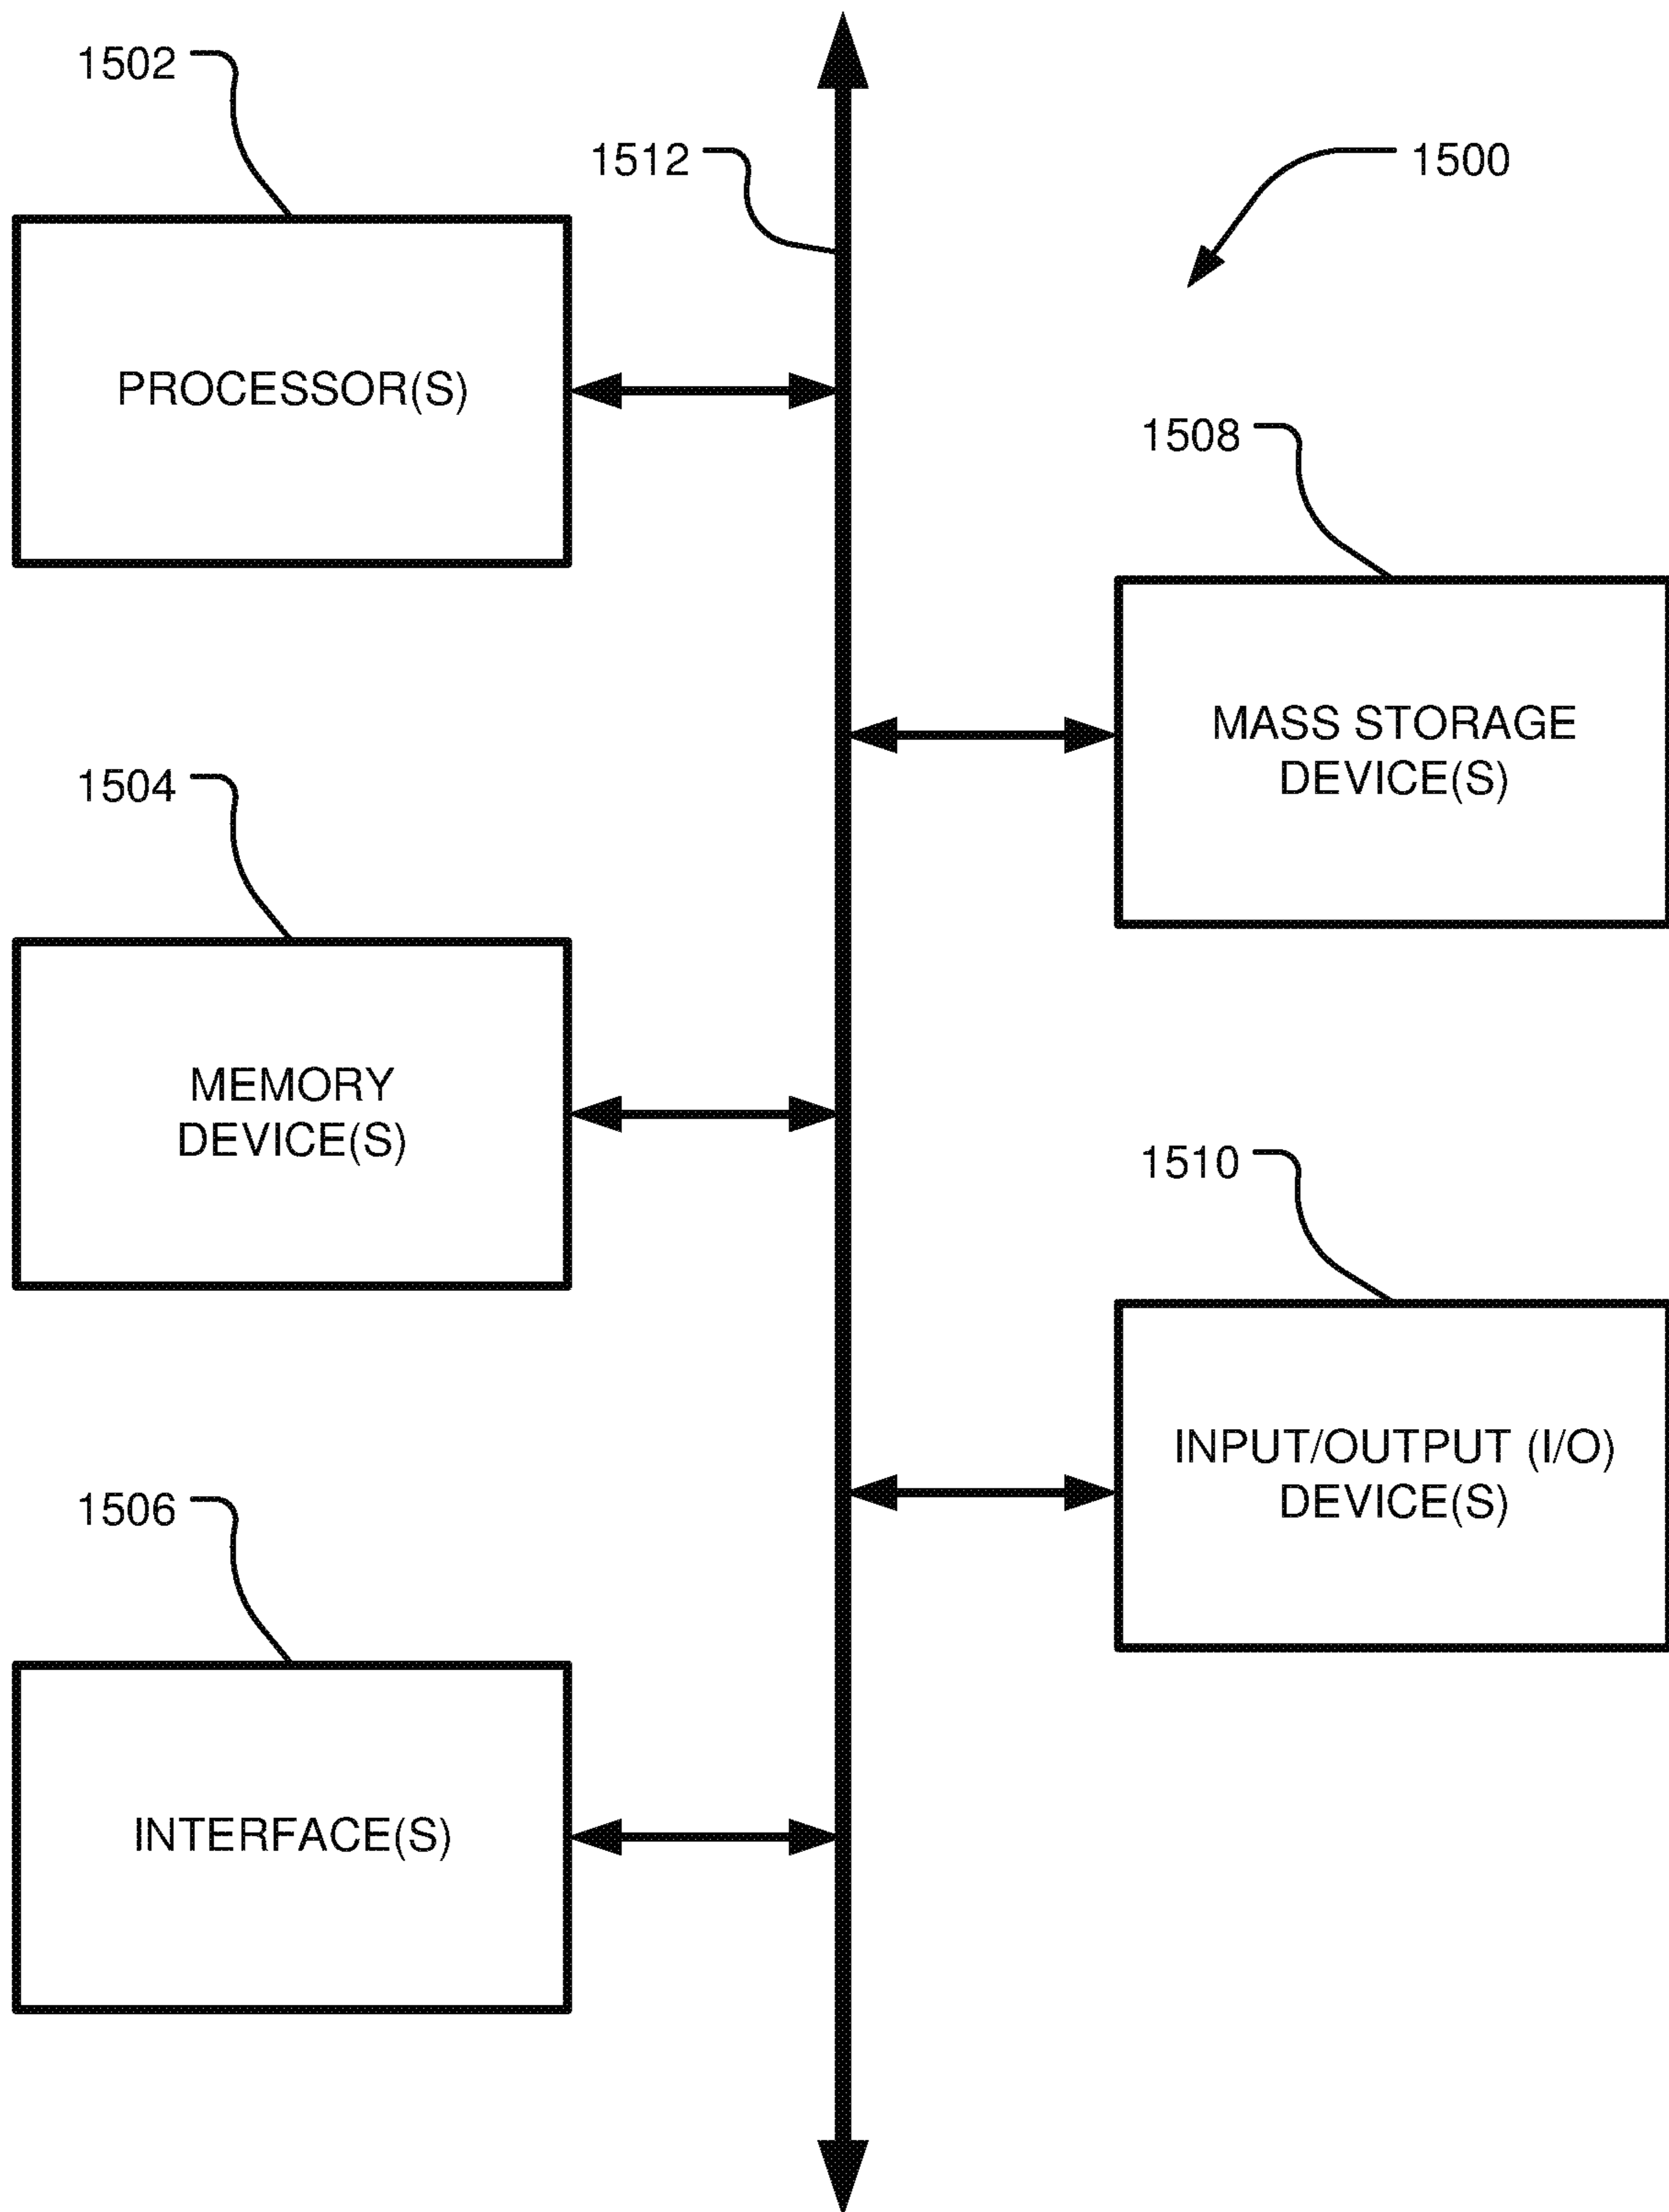 1502
1512
1500
PROCESSOR(S)
1508
MASS STORAGE
DEVICE(S)
1504
MEMORY
DEVICE(S)
1510
INPUT/OUTPUT (I/O)
DEVICE(S)
1506
INTERFACE(S)